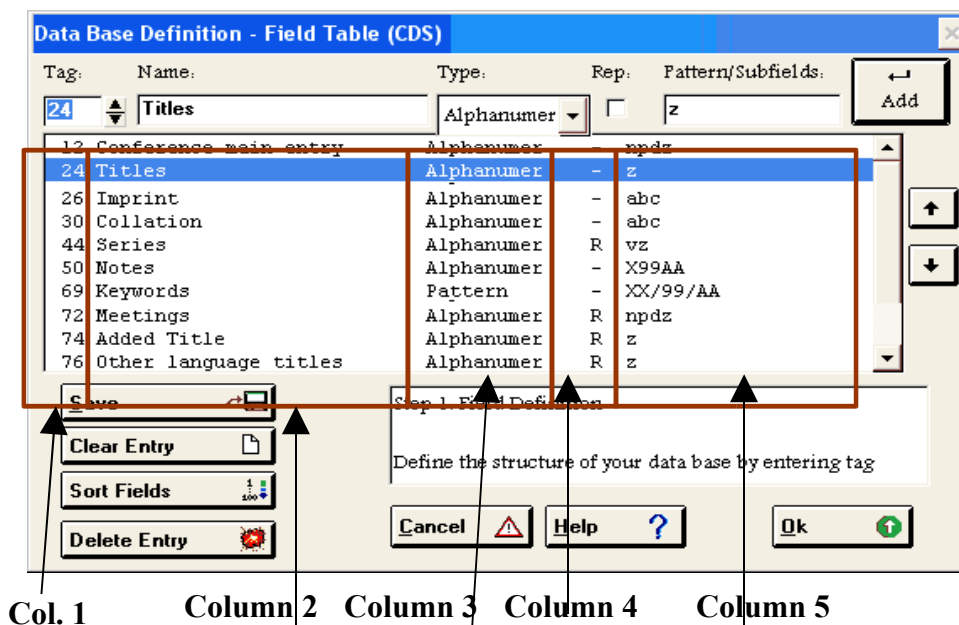 Data Base Definition - Field Table (CDS)
Tag: Name: Type: Rep: Pattern/Subfields:
24 Titles Alphanumer z Add
12 Conference main entry Alphanumer - npdz
24 Titles Alphanumer - z
26 Imprint Alphanumer - abc
30 Collation Alphanumer - abc
44 Series Alphanumer R vz
50 Notes Alphanumer - X99AA
69 Keywords Pattern - XX/99/AA
72 Meetings Alphanumer R npdz
74 Added Title Alphanumer R z
76 Other language titles Alphanumer R z
Save
Step 1: Field Definition
Clear Entry
Define the structure of your data base by entering tag
Sort Fields
Delete Entry
Cancel Help ? Ok
Col. 1 Column 2 Column 3 Column 4 Column 5